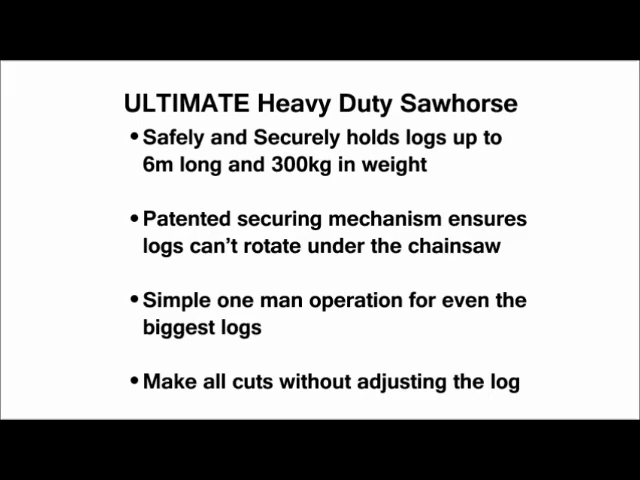 ULTIMATE Heavy Duty Sawhorse
• Safely and Securely holds logs up to
6m long and 300kg in weight
• Patented securing mechanism ensures
logs can't rotate under the chainsaw
• Simple one man operation for even the
biggest logs
• Make all cuts without adjusting the log